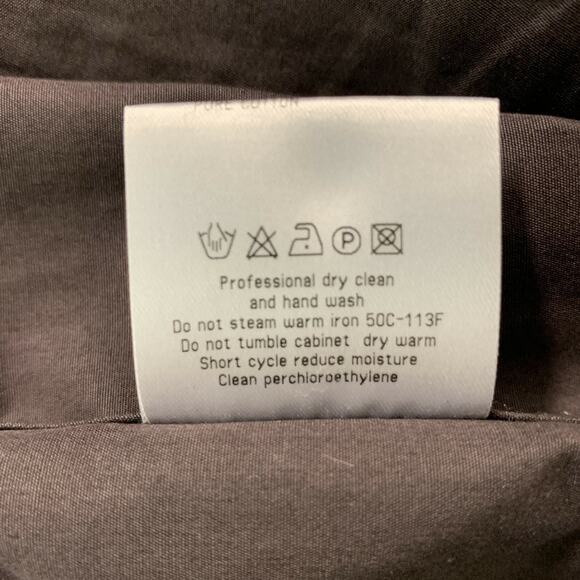 PURE COTTON
P
Professional dry clean
and hand wash
Do not steam warm iron 50C-113F
Do not tumble cabinet dry warm
Short cycle reduce moisture
Clean perchloroethylene